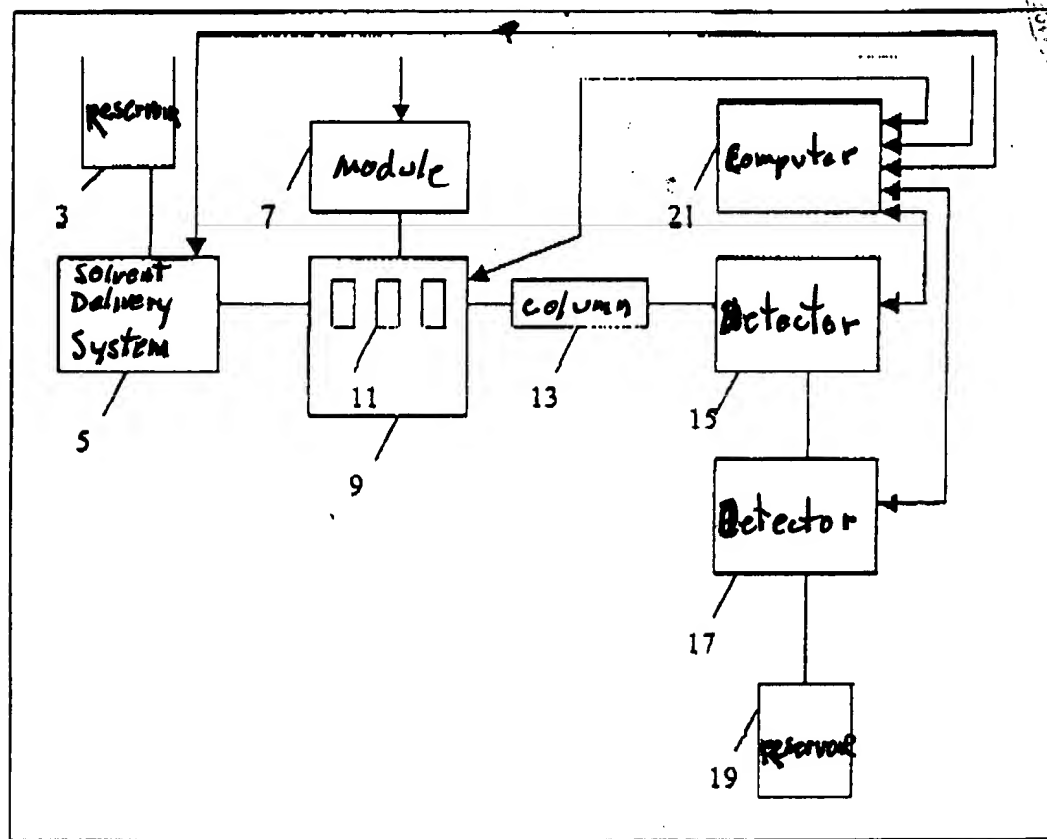 Reservoir
3
Module
7
Computer
21
Solvent
Delivery
System
5
11
9
column
13
Detector
15
Detector
17
Reservoir
19